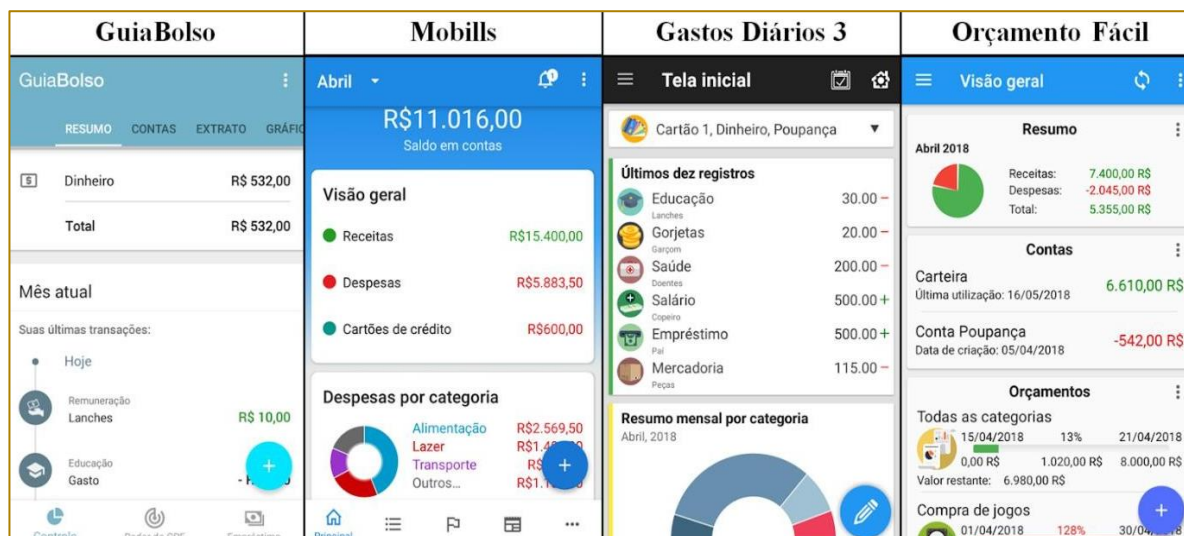 GuiaBolso
GuiaBolso
RESUMO CONTAS EXTRATO
Dinheiro R$ 532,00
Total R$ 532,00
Mês atual
Suas últimas transações:
Hoje
Remuneração
Lanches R$ 10,00
Educação
Gasto
Mobills
Abril
R$11.016,00
Saldo em contas
Visão geral
Receitas R$15.400,00
Despesas R$5.883,50
Cartões de crédito R$600,00
Despesas por categoria
Alimentação R$2.569,50
Lazer
Transporte
Outros...
Principal
Gastos Diários 3
Tela inicial
Cartão 1, Dinheiro, Poupança
Últimos dez registros
Educação 30.00 −
Lanches
Gorjetas 20.00 −
Garçom
Saúde 200.00 −
Doentes
Salário 500.00 +
Copeiro
Empréstimo 500.00 +
Pai
Mercadoria 115.00 −
Peças
Resumo mensal por categoria
Abril, 2018
Orçamento Fácil
Visão geral
Resumo
Abril 2018
Receitas: 7.400,00 R$
Despesas: -2.045,00 R$
Total: 5.355,00 R$
Contas
Carteira 6.610,00 R$
Última utilização: 16/05/2018
Conta Poupança -542,00 R$
Data de criação: 05/04/2018
Orçamentos
Todas as categorias
15/04/2018 13% 21/04/2018
0,00 R$ 1.020,00 R$ 8.000,00 R$
Valor restante: 6.980,00 R$
Compra de jogos
01/04/2018 128%